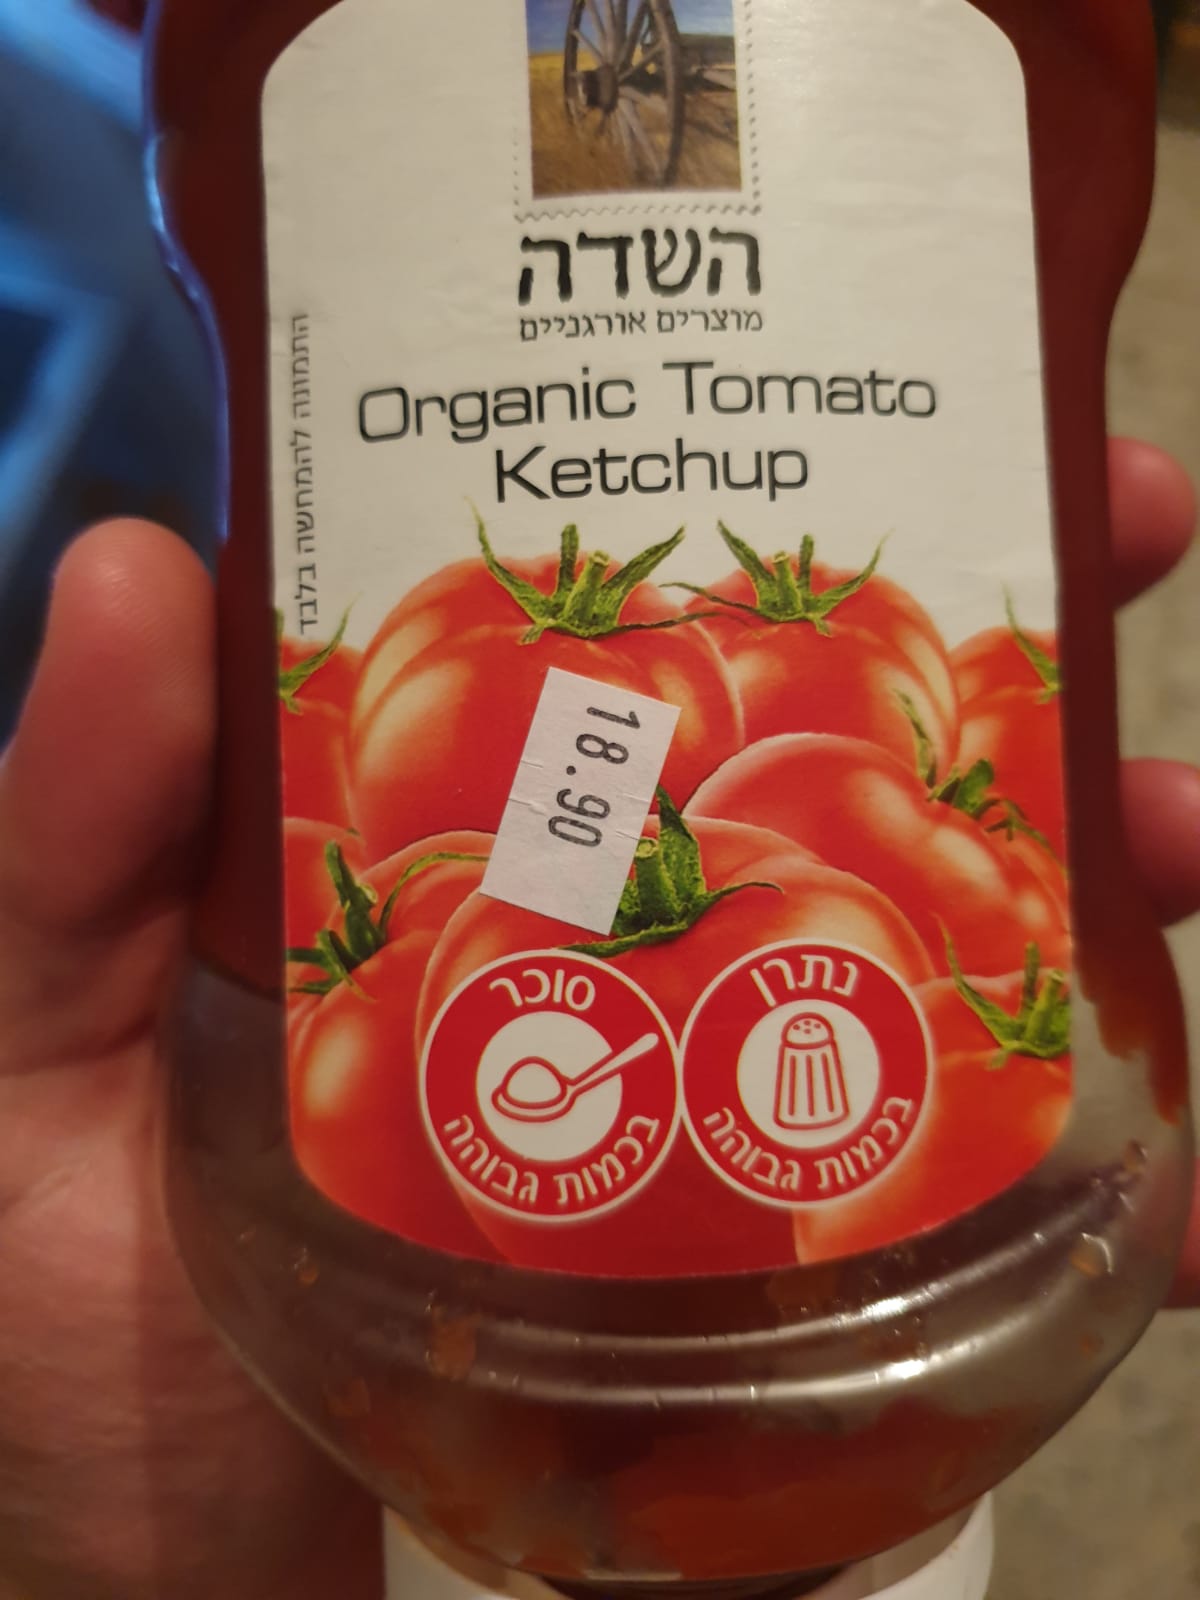 השדה
מוצרים אורגניים
Organic Tomato
Ketchup
התמונה להמחשה בלבד
18.90
סוכר
בכמות גבוהה
נתרן
בכמות גבוהה